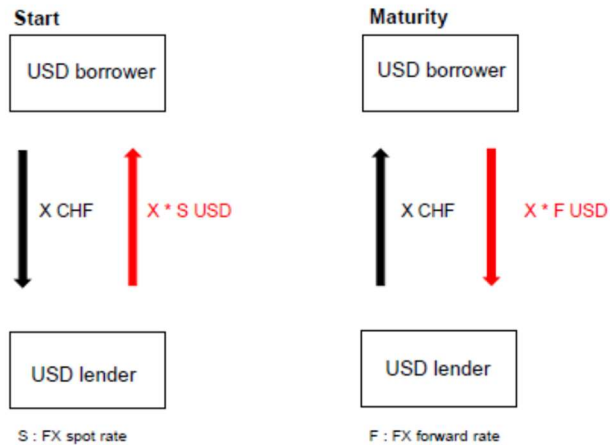 Start
USD borrower
X CHF
X * S USD
USD lender
S : FX spot rate
Maturity
USD borrower
X CHF
X * F USD
USD lender
F : FX forward rate